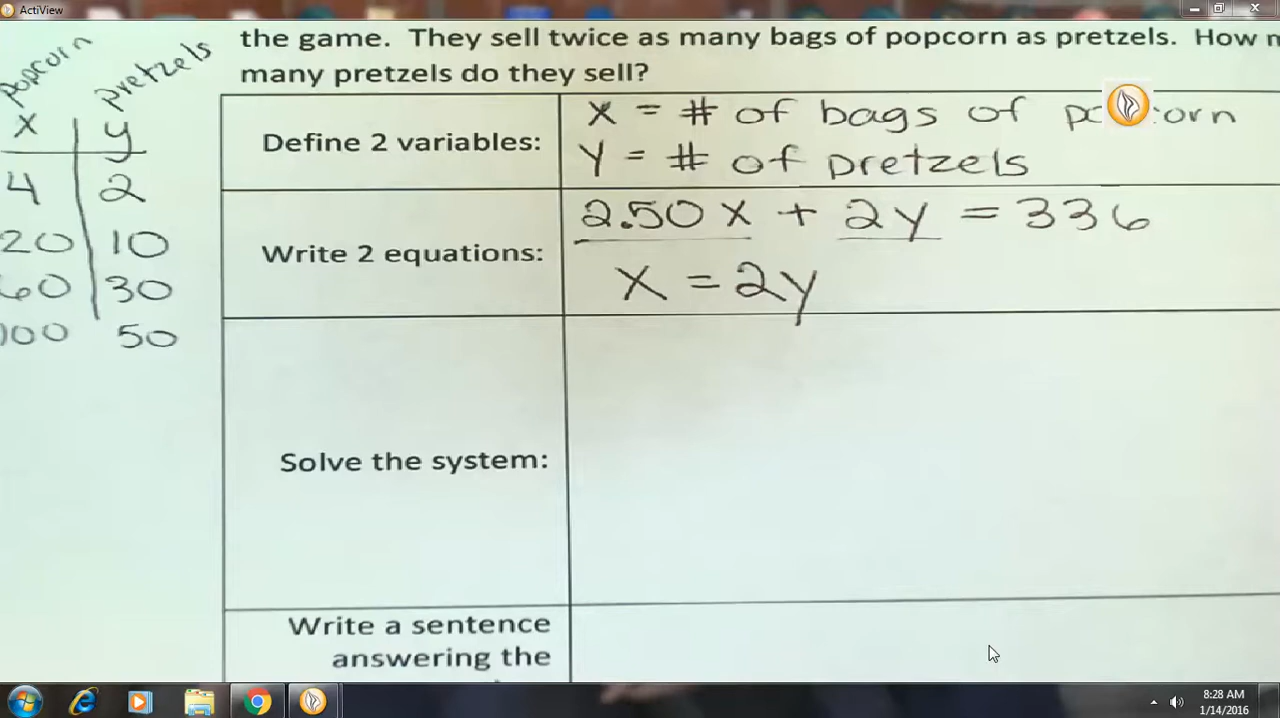 ActiView
the game. They sell twice as many bags of popcorn as pretzels. How
many pretzels do they sell?
Popcorn Pretzels
x y
4 2
20 10
60 30
100 50
Define 2 variables:
x = # of bags of
y = # of pretzels
Write 2 equations:
2.50 x + 2y = 336
x = 2y
Solve the system:
Write a sentence
answering the
8:28 AM
1/14/2016